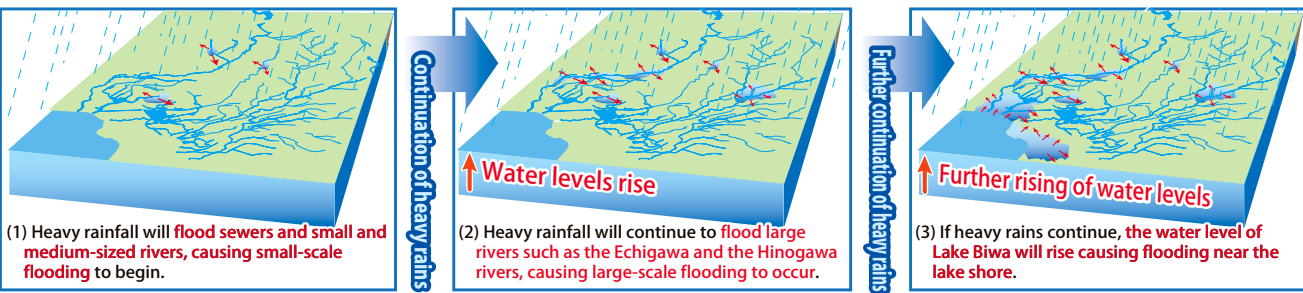 (1) Heavy rainfall will flood sewers and small and
medium-sized rivers, causing small-scale
flooding to begin.
Continuation of heavy rains
Water levels rise
(2) Heavy rainfall will continue to flood large
rivers such as the Echigawa and the Hinogawa
rivers, causing large-scale flooding to occur.
Further continuation of heavy rains
Further rising of water levels
(3) If heavy rains continue, the water level of
Lake Biwa will rise causing flooding near the
lake shore.